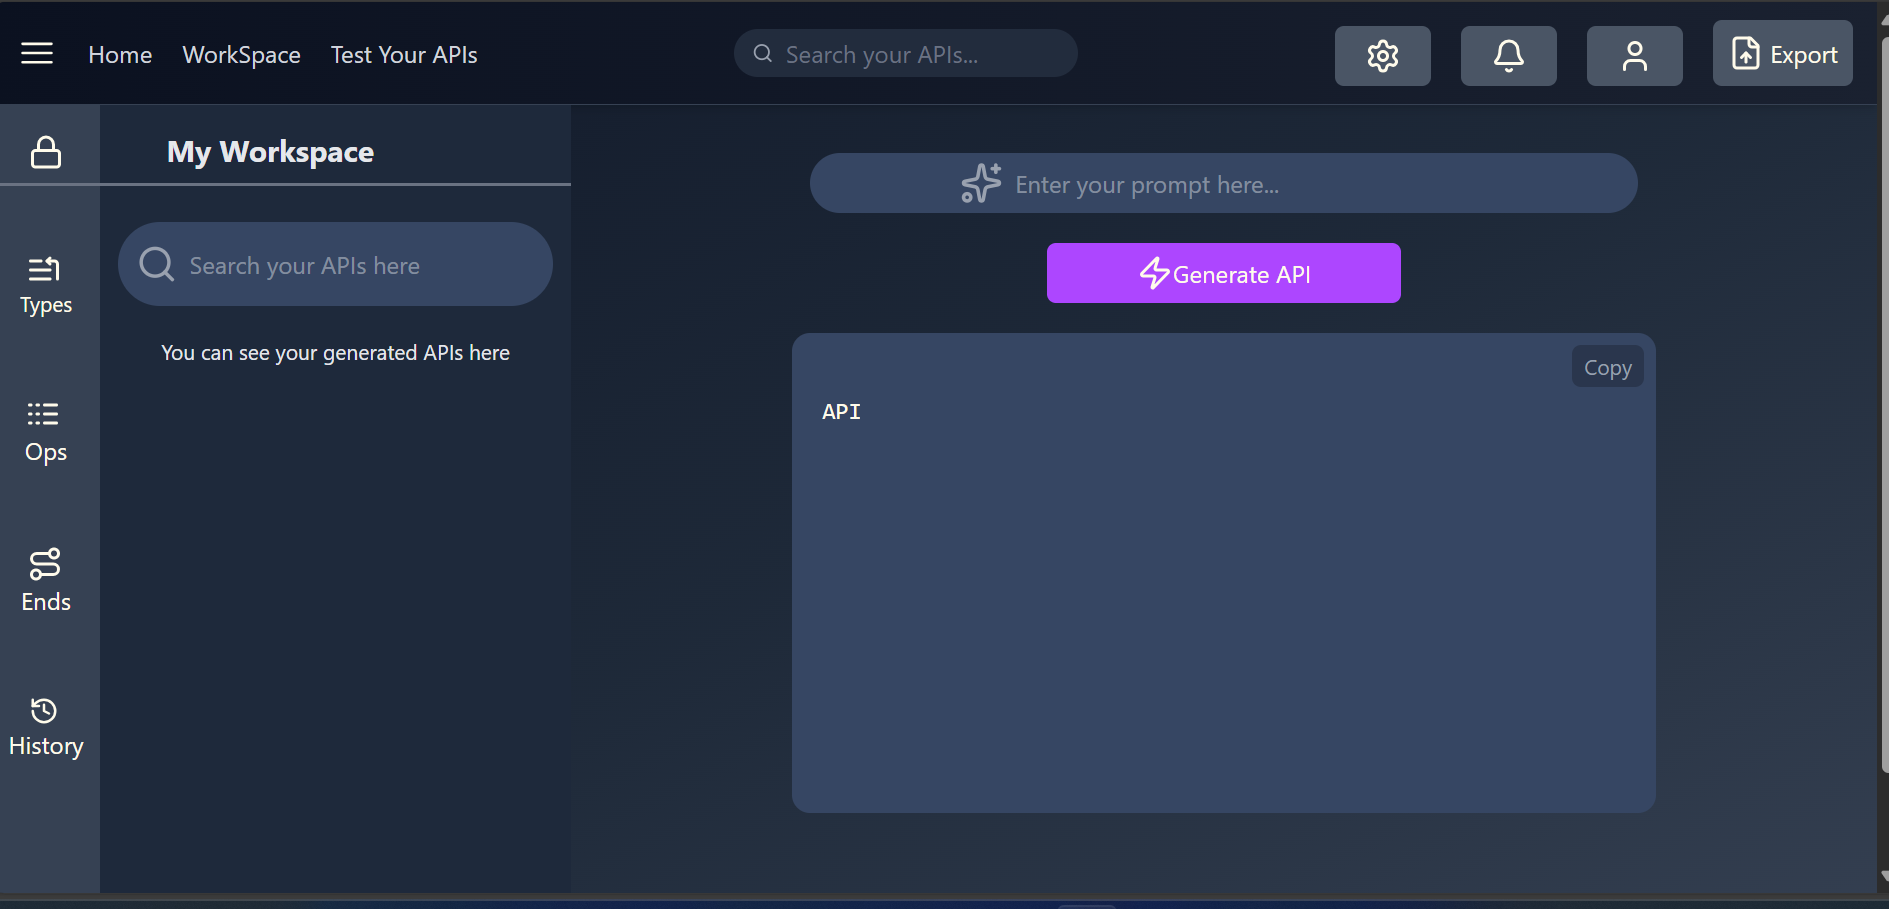 Home WorkSpace Test Your APIs Search your APIs... Export
My Workspace
Search your APIs here
You can see your generated APIs here
Types
Ops
Ends
History
Enter your prompt here...
Generate API
Copy
API